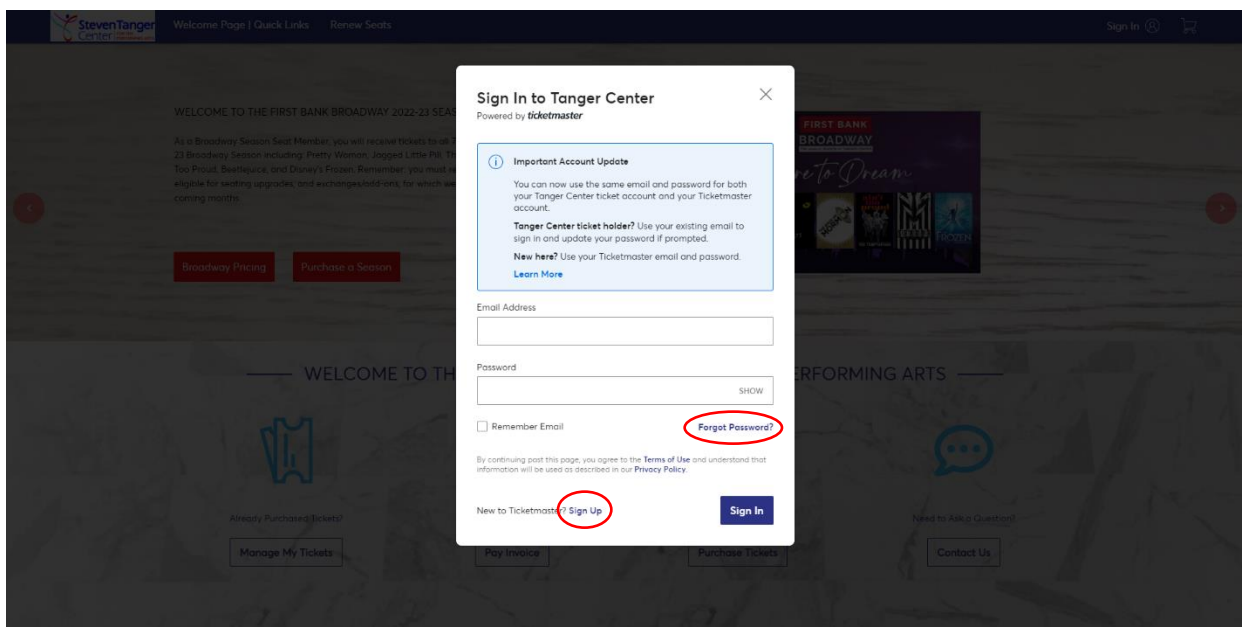 Steven Tanger
Center
Welcome Page | Quick Links
Renew Seats
Sign In
WELCOME TO THE FIRST BANK BROADWAY 2022-23 SEAS
As a Broadway Season Seat Member, you will receive tickets to all
23 Broadway Season including: Pretty Woman, Jagged Little Pill,
Too Proud, Beetlejuice, and Disney's Frozen. Remember: you must
eligible for seating upgrades, and exchanges/add-ons, for which we
coming months.
Broadway Pricing
Purchase a Season
FIRST BANK
BROADWAY
re to Dream
FROZEN
Sign In to Tanger Center
Powered by ticketmaster
Important Account Update
You can now use the same email and password for both
your Tanger Center ticket account and your Ticketmaster
account.
Tanger Center ticket holder? Use your existing email to
sign in and update your password if prompted.
New here? Use your Ticketmaster email and password.
Learn More
Email Address
Password
SHOW
Remember Email
Forgot Password?
By continuing past this page, you agree to the Terms of Use and understand that
information will be used as described in our Privacy Policy.
New to Ticketmaster? Sign Up
Sign In
WELCOME TO TH
ERFORMING ARTS
Already Purchased Tickets?
Need to Ask a Question?
Manage My Tickets
Pay Invoice
Purchase Tickets
Contact Us